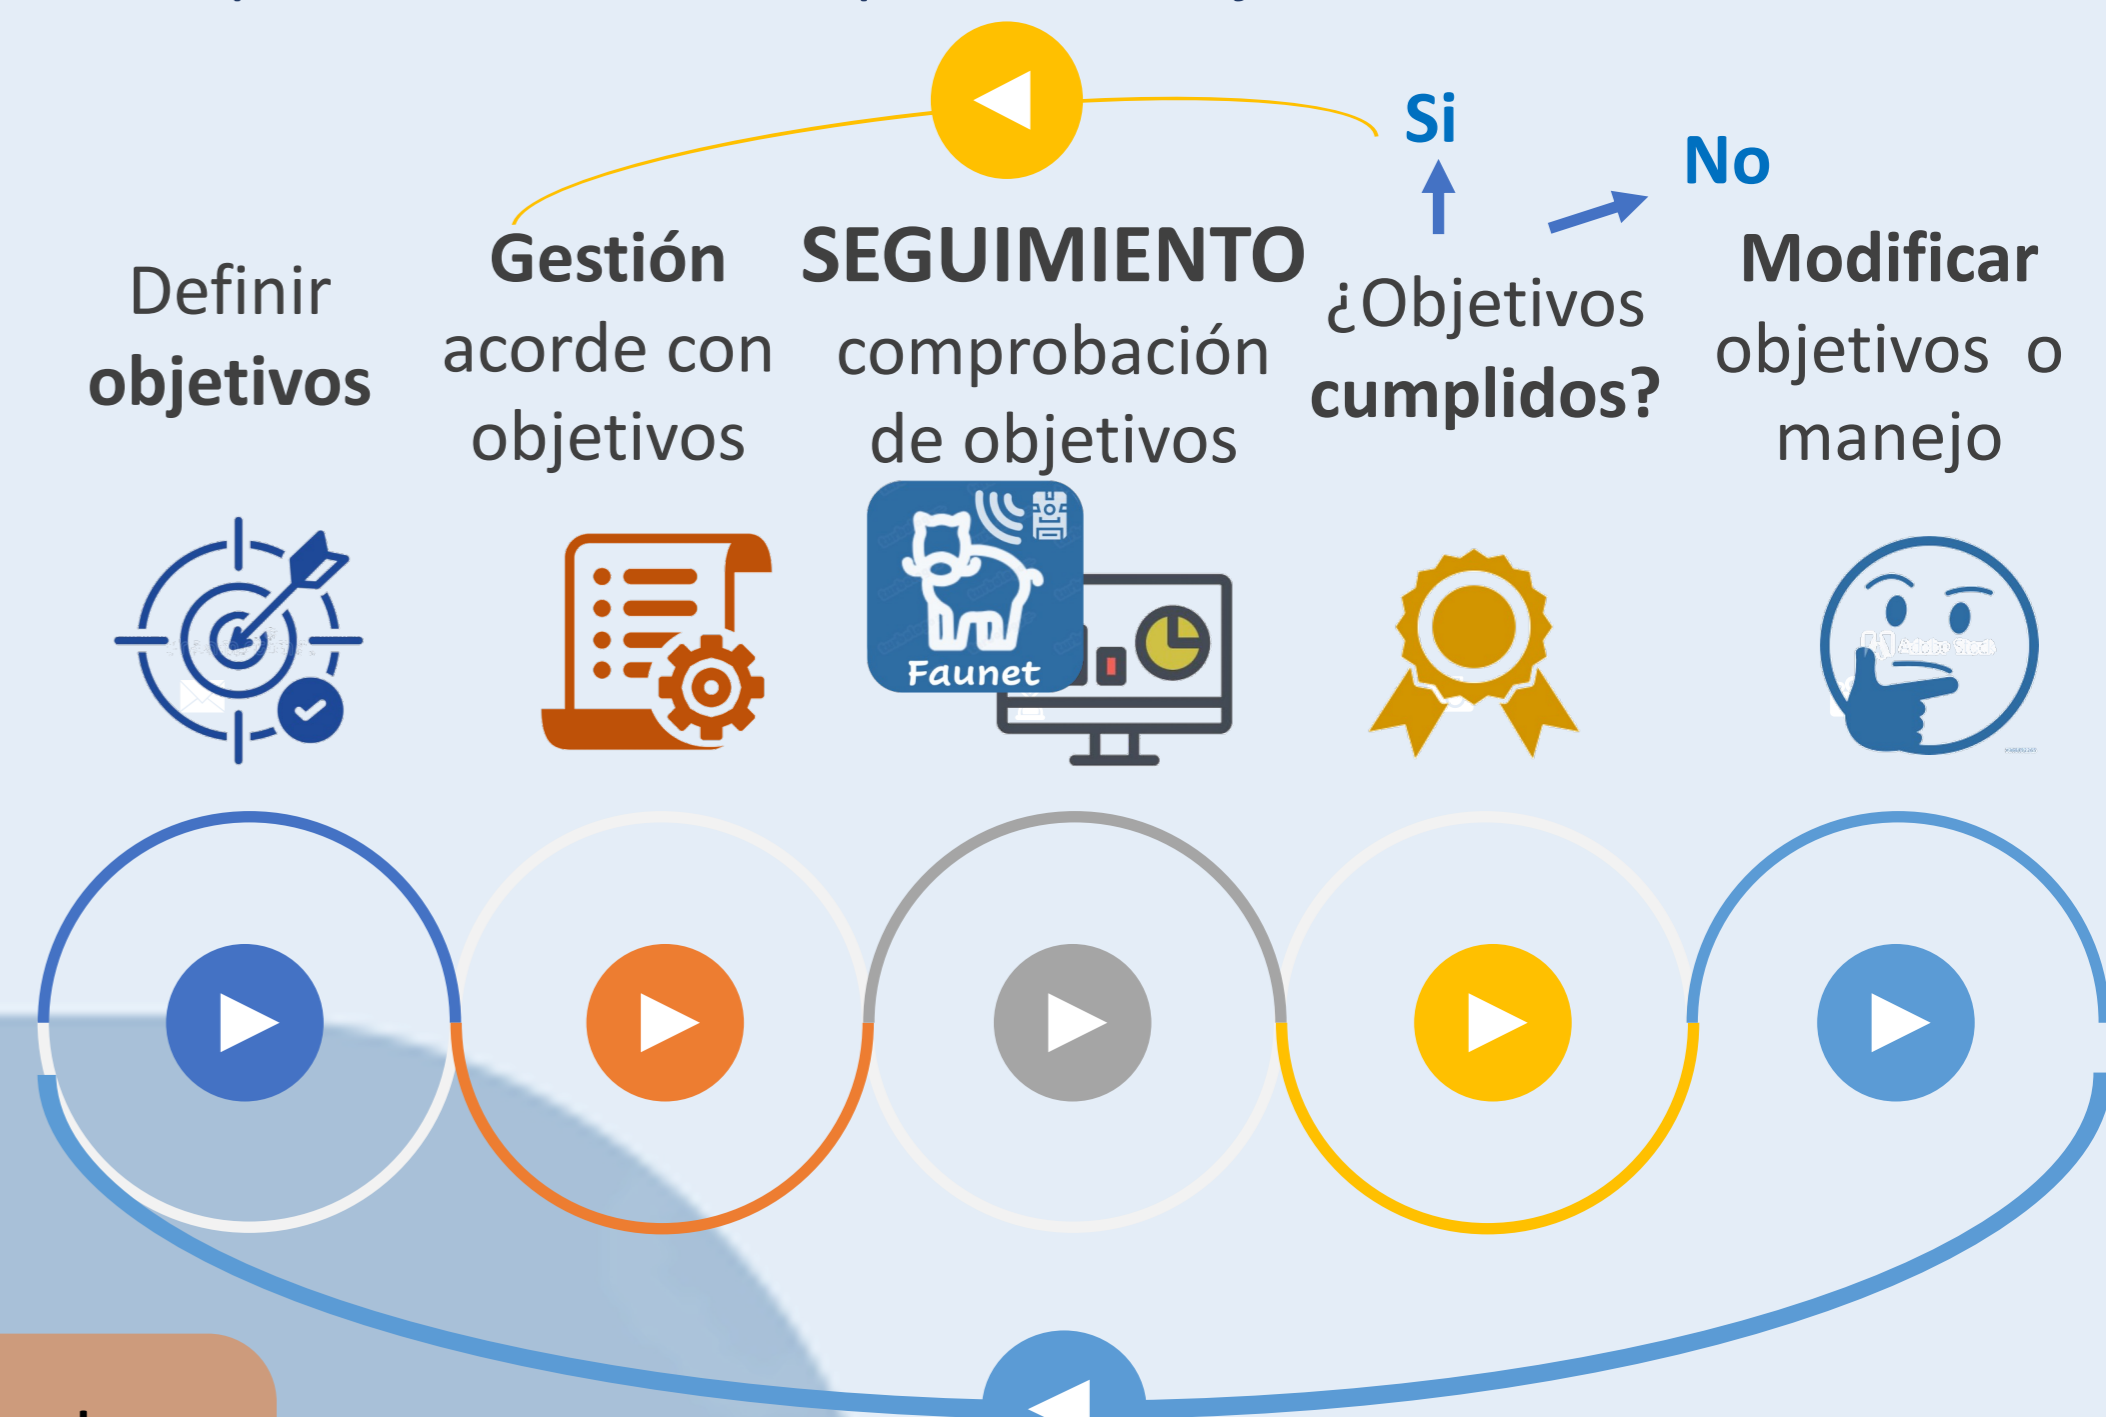 Si
No
Definir
objetivos
Gestión
acorde con
objetivos
SEGUIMIENTO
comprobación
de objetivos
¿Objetivos
cumplidos?
Modificar
objetivos o
manejo
Faunet